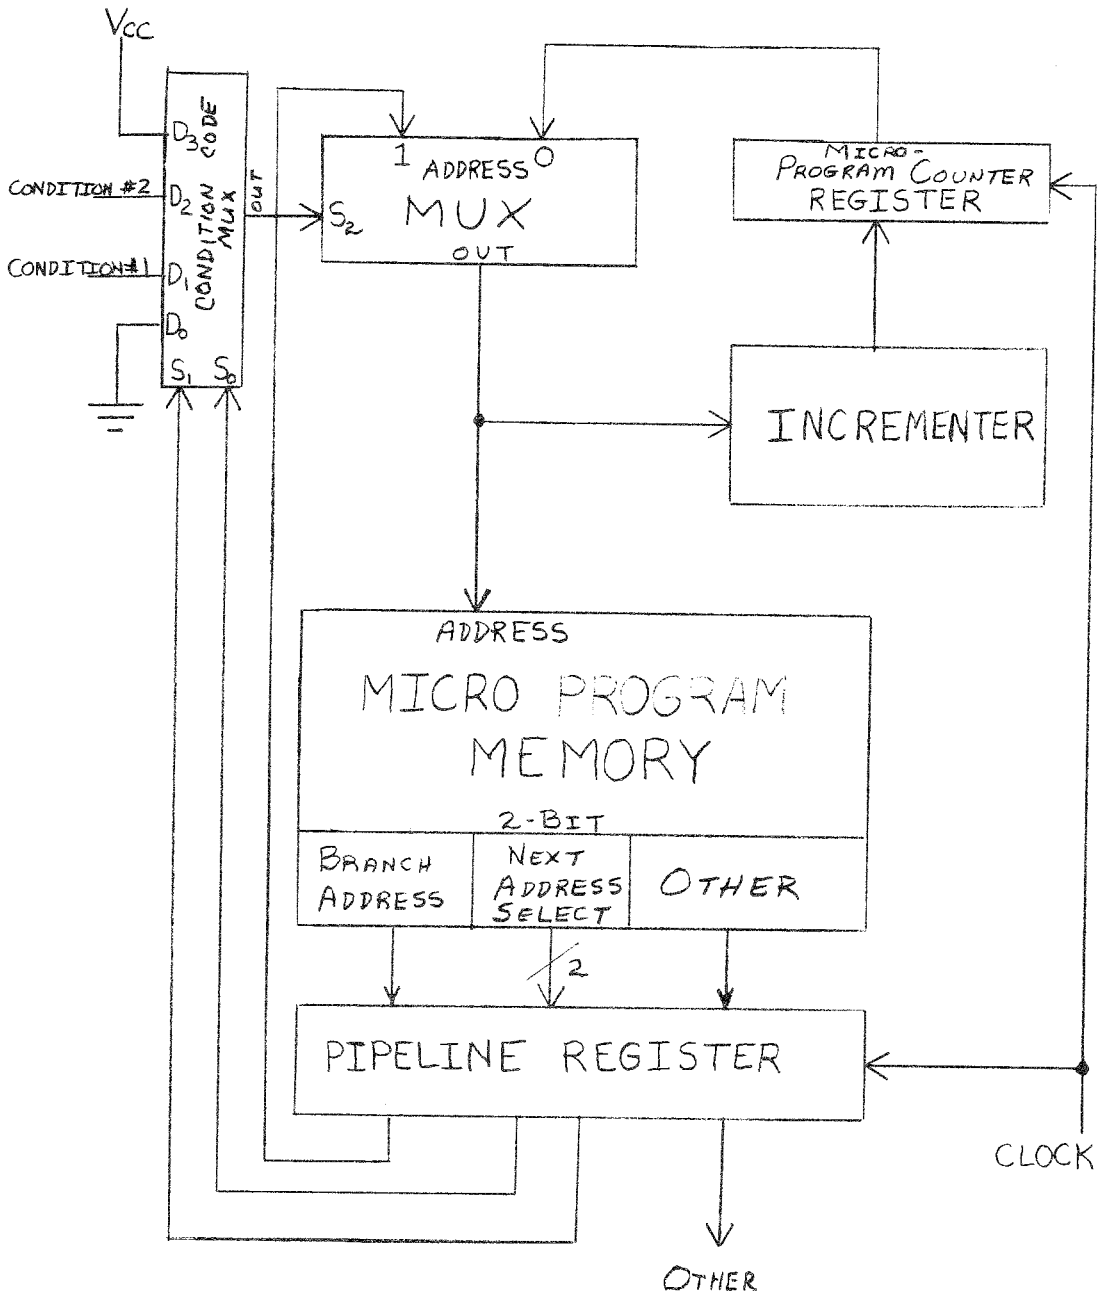 VCC
D3
CONDITION #2
D2
CONDITION #1
D1
D0
S1 S0
CONDITION CODE
MUX
OUT
1 ADDRESS 0
S2 MUX
OUT
MICRO-
PROGRAM COUNTER
REGISTER
INCREMENTER
ADDRESS
MICRO PROGRAM
MEMORY
2-BIT
BRANCH
ADDRESS
NEXT
ADDRESS
SELECT
OTHER
2
PIPELINE REGISTER
CLOCK
OTHER